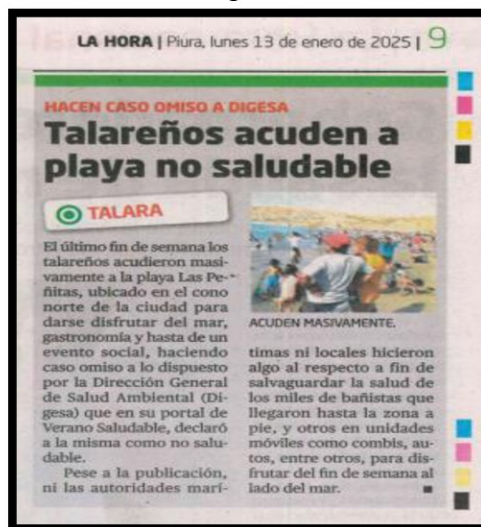 LA HORA | Piura, lunes 13 de enero de 2025 | 9
HACEN CASO OMISO A DIGESA
Talareños acuden a
playa no saludable
TALARA
El último fin de semana los
talareños acudieron masi-
vamente a la playa Las Pe-
ñitas, ubicado en el cono
norte de la ciudad para
darse disfrutar del mar,
gastronomía y hasta de un
evento social, haciendo
caso omiso a lo dispuesto
por la Dirección General
de Salud Ambiental (Di-
gesa) que en su portal de
Verano Saludable, declaró
a la misma como no salu-
dable.
Pese a la publicación,
ni las autoridades marí-
ACUDEN MASIVAMENTE.
timas ni locales hicieron
algo al respecto a fin de
salvaguardar la salud de
los miles de bañistas que
llegaron hasta la zona a
pie, y otros en unidades
móviles como combis, au-
tos, entre otros, para dis-
frutar del fin de semana al
lado del mar.